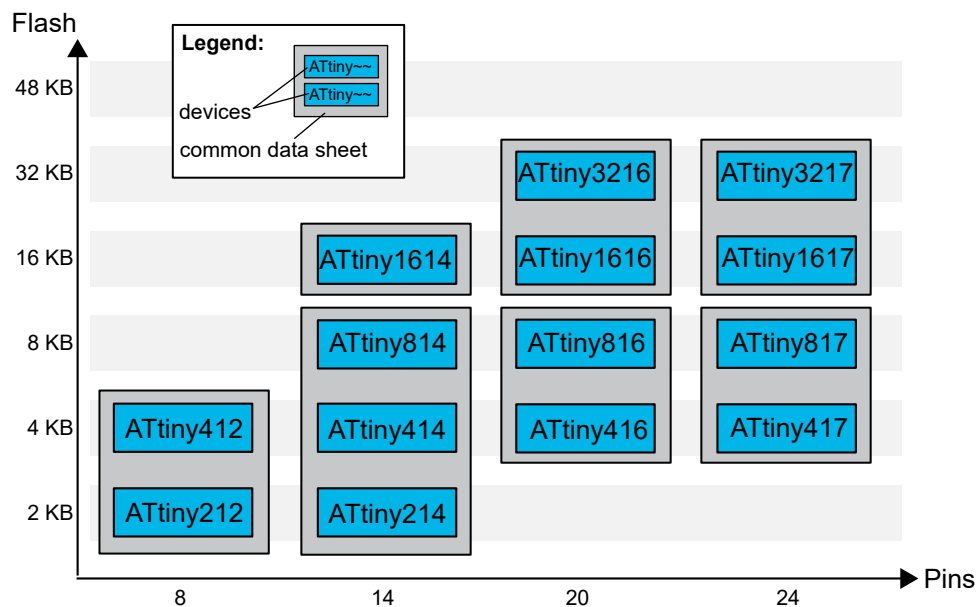 Flash
Legend:
ATtiny~~
ATtiny~~
devices
common data sheet
48 KB
32 KB
ATtiny3216
ATtiny3217
16 KB
ATtiny1614
ATtiny1616
ATtiny1617
8 KB
ATtiny814
ATtiny816
ATtiny817
4 KB
ATtiny412
ATtiny414
ATtiny416
ATtiny417
2 KB
ATtiny212
ATtiny214
Pins
8
14
20
24